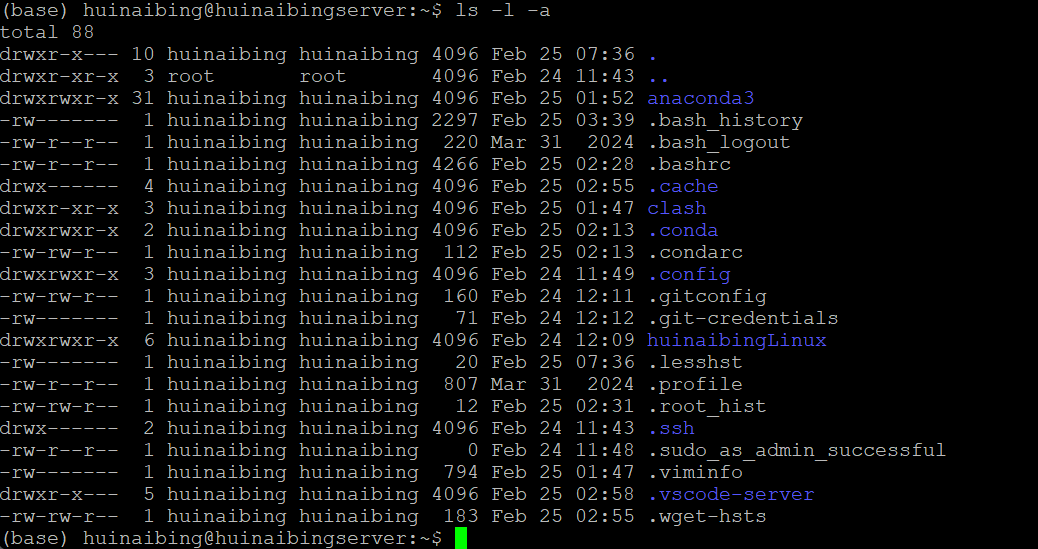 (base) huinaibing@huinaibingserver:~$ ls -l -a
total 88
drwxr-x--- 10 huinaibing huinaibing 4096 Feb 25 07:36 .
drwxr-xr-x  3 root       root       4096 Feb 24 11:43 ..
drwxrwxr-x 31 huinaibing huinaibing 4096 Feb 25 01:52 anaconda3
-rw-------  1 huinaibing huinaibing 2297 Feb 25 03:39 .bash_history
-rw-r--r--  1 huinaibing huinaibing  220 Mar 31  2024 .bash_logout
-rw-r--r--  1 huinaibing huinaibing 4266 Feb 25 02:28 .bashrc
drwx------  4 huinaibing huinaibing 4096 Feb 25 02:55 .cache
drwxr-xr-x  3 huinaibing huinaibing 4096 Feb 25 01:47 clash
drwxrwxr-x  2 huinaibing huinaibing 4096 Feb 25 02:13 .conda
-rw-rw-r--  1 huinaibing huinaibing  112 Feb 25 02:13 .condarc
drwxrwxr-x  3 huinaibing huinaibing 4096 Feb 24 11:49 .config
-rw-rw-r--  1 huinaibing huinaibing  160 Feb 24 12:11 .gitconfig
-rw-------  1 huinaibing huinaibing   71 Feb 24 12:12 .git-credentials
drwxrwxr-x  6 huinaibing huinaibing 4096 Feb 24 12:09 huinaibingLinux
-rw-------  1 huinaibing huinaibing   20 Feb 25 07:36 .lesshst
-rw-r--r--  1 huinaibing huinaibing  807 Mar 31  2024 .profile
-rw-rw-r--  1 huinaibing huinaibing   12 Feb 25 02:31 .root_hist
drwx------  2 huinaibing huinaibing 4096 Feb 24 11:43 .ssh
-rw-r--r--  1 huinaibing huinaibing    0 Feb 24 11:48 .sudo_as_admin_successful
-rw-------  1 huinaibing huinaibing  794 Feb 25 01:47 .viminfo
drwxr-x---  5 huinaibing huinaibing 4096 Feb 25 02:58 .vscode-server
-rw-rw-r--  1 huinaibing huinaibing  183 Feb 25 02:55 .wget-hsts
(base) huinaibing@huinaibingserver:~$